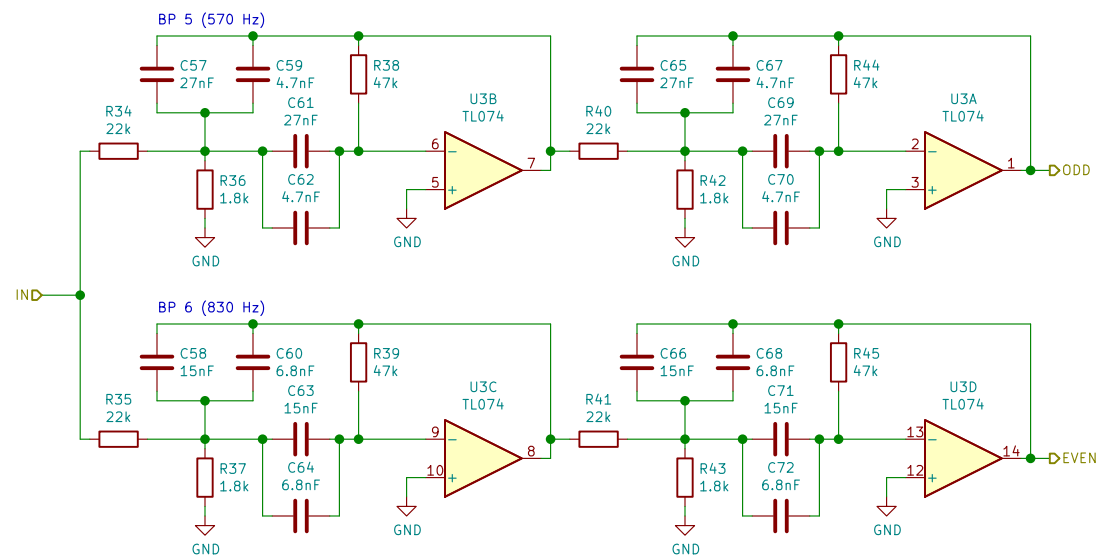 BP 5 (570 Hz)
C57
27nF
C59
4.7nF
R38
47k
C65
27nF
C67
4.7nF
R44
47k
R34
22k
C61
27nF
U3B
TL074
R40
22k
C69
27nF
U3A
TL074
6
7
5
2
1
3
ODD
R36
1.8k
C62
4.7nF
R42
1.8k
C70
4.7nF
GND
GND
GND
GND
IN
BP 6 (830 Hz)
C58
15nF
C60
6.8nF
R39
47k
C66
15nF
C68
6.8nF
R45
47k
R35
22k
C63
15nF
U3C
TL074
R41
22k
C71
15nF
U3D
TL074
9
8
10
13
14
12
EVEN
R37
1.8k
C64
6.8nF
R43
1.8k
C72
6.8nF
GND
GND
GND
GND